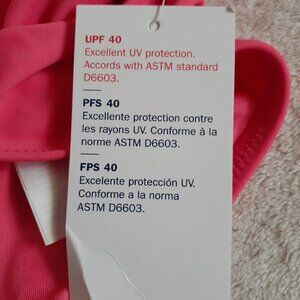 UPF 40
Excellent UV protection.
Accords with ASTM standard
D6603.
PFS 40
Excellente protection contre
les rayons UV. Conforme à la
norme ASTM D6603.
FPS 40
Excelente protección UV.
Conforme a la norma
ASTM D6603.